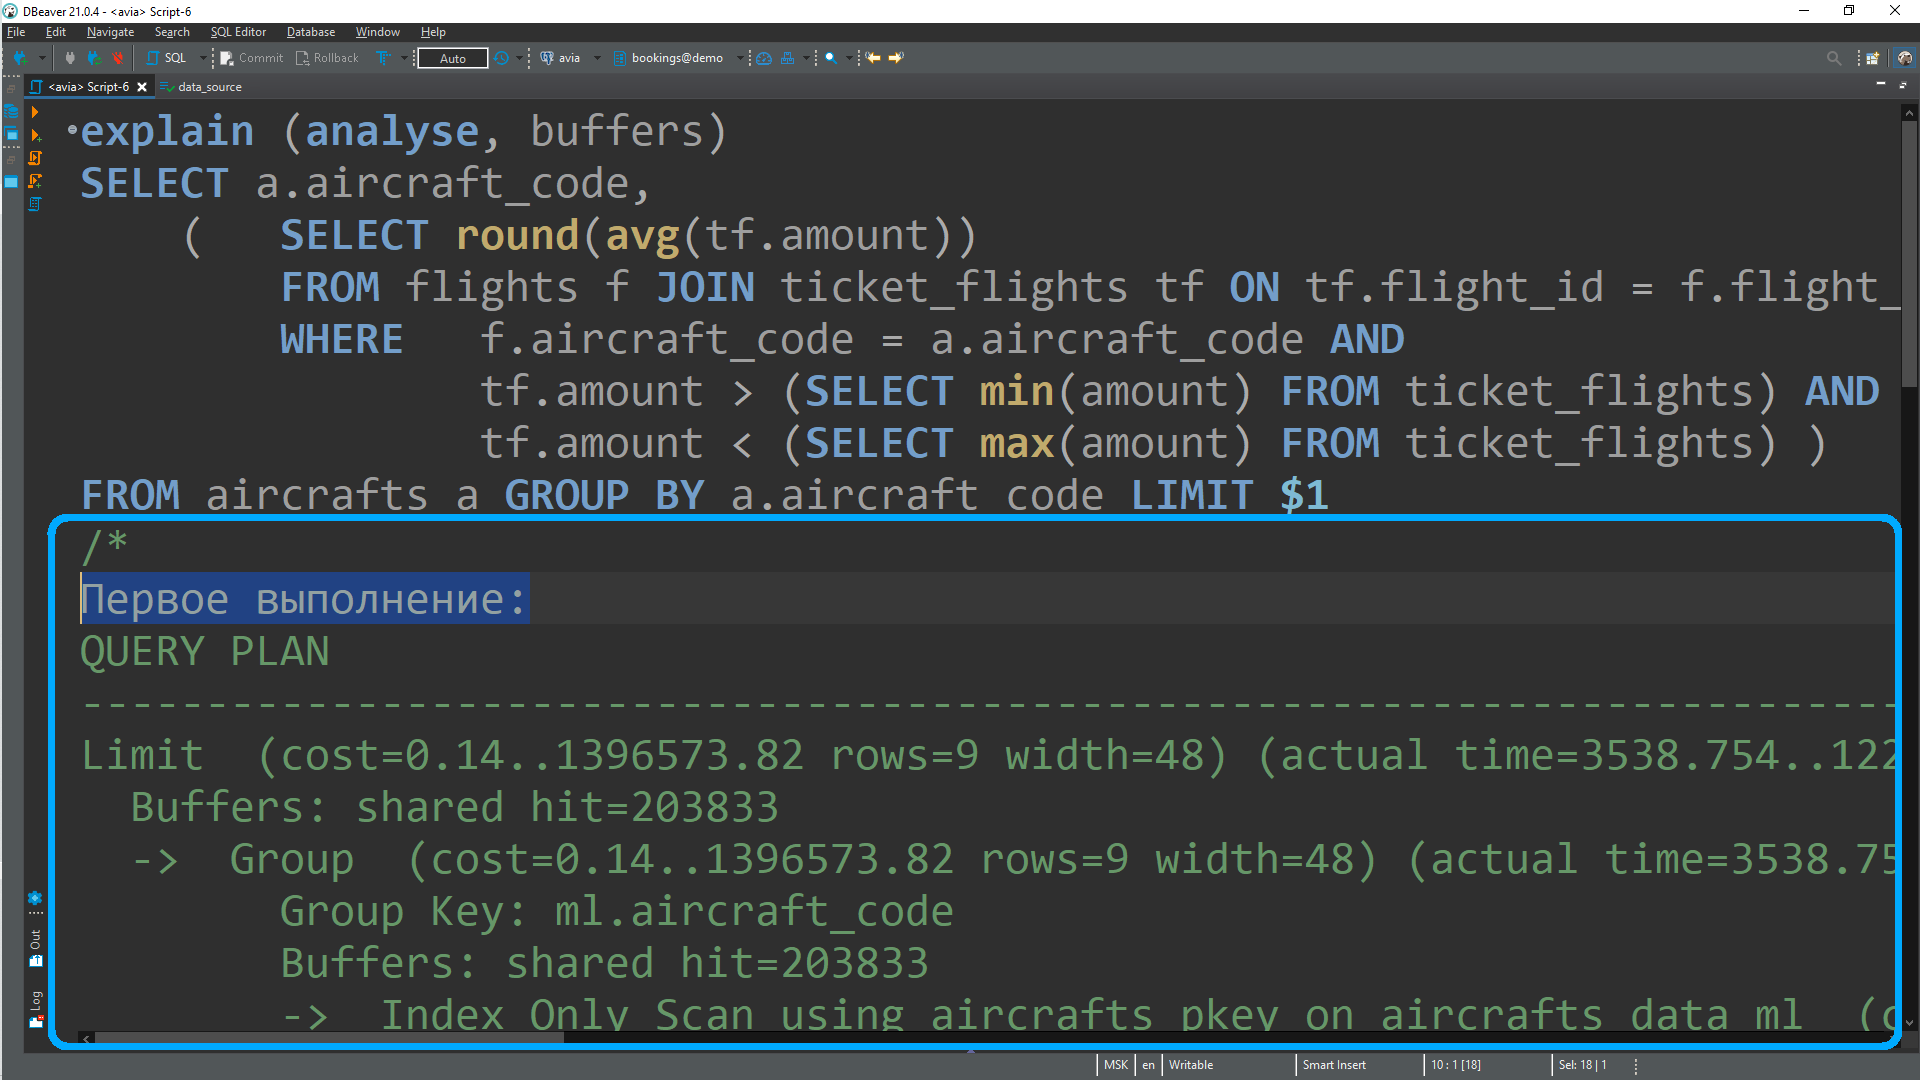 DBeaver 21.0.4 - <avia> Script-6
File Edit Navigate Search SQL Editor Database Window Help
SQL Commit Rollback Auto avia bookings@demo
<avia> Script-6 data_source
explain (analyse, buffers)
SELECT a.aircraft_code,
( SELECT round(avg(tf.amount))
FROM flights f JOIN ticket_flights tf ON tf.flight_id = f.flight_
WHERE f.aircraft_code = a.aircraft_code AND
tf.amount > (SELECT min(amount) FROM ticket_flights) AND
tf.amount < (SELECT max(amount) FROM ticket_flights) )
FROM aircrafts a GROUP BY a.aircraft_code LIMIT $1
/*
Первое выполнение:
QUERY PLAN
-------------------------------------------------------------------------
Limit (cost=0.14..1396573.82 rows=9 width=48) (actual time=3538.754..122
Buffers: shared hit=203833
-> Group (cost=0.14..1396573.82 rows=9 width=48) (actual time=3538.75
Group Key: ml.aircraft_code
Buffers: shared hit=203833
-> Index Only Scan using aircrafts_pkey on aircrafts_data ml (c
Out
Log
MSK en Writable Smart Insert 10 : 1 [18] Sel: 18 | 1